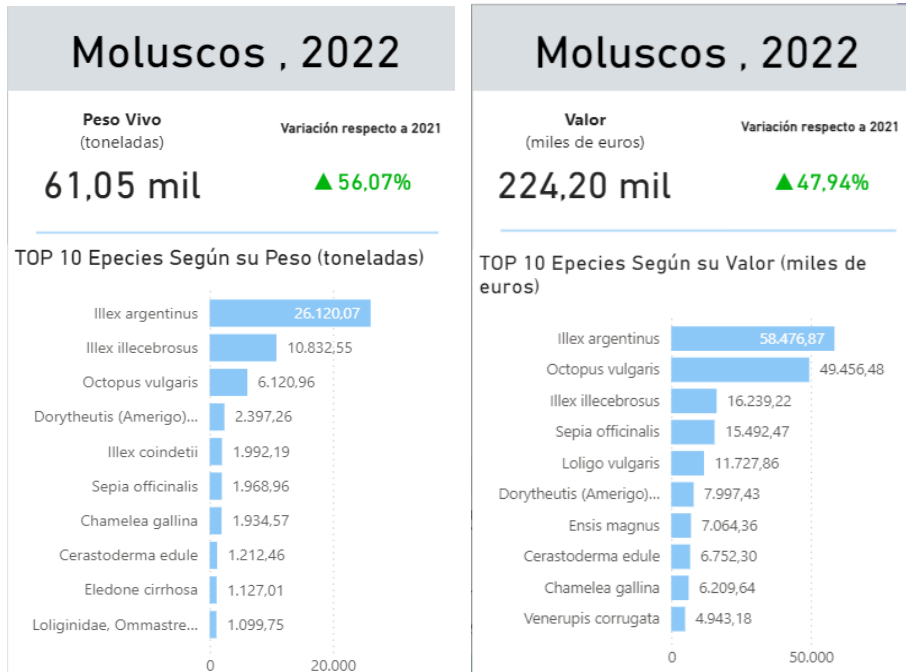 Moluscos , 2022
Peso Vivo
(toneladas)
Variación respecto a 2021
61,05 mil
▲ 56,07%
TOP 10 Epecies Según su Peso (toneladas)
Illex argentinus 26.120,07
Illex illecebrosus 10.832,55
Octopus vulgaris 6.120,96
Dorytheutis (Amerigo)... 2.397,26
Illex coindetii 1.992,19
Sepia officinalis 1.968,96
Chamelea gallina 1.934,57
Cerastoderma edule 1.212,46
Eledone cirrhosa 1.127,01
Loliginidae, Ommastre... 1.099,75
0 20.000
Moluscos , 2022
Valor
(miles de euros)
Variación respecto a 2021
224,20 mil
▲ 47,94%
TOP 10 Epecies Según su Valor (miles de
euros)
Illex argentinus 58.476,87
Octopus vulgaris 49.456,48
Illex illecebrosus 16.239,22
Sepia officinalis 15.492,47
Loligo vulgaris 11.727,86
Dorytheutis (Amerigo)... 7.997,43
Ensis magnus 7.064,36
Cerastoderma edule 6.752,30
Chamelea gallina 6.209,64
Venerupis corrugata 4.943,18
0 50.000